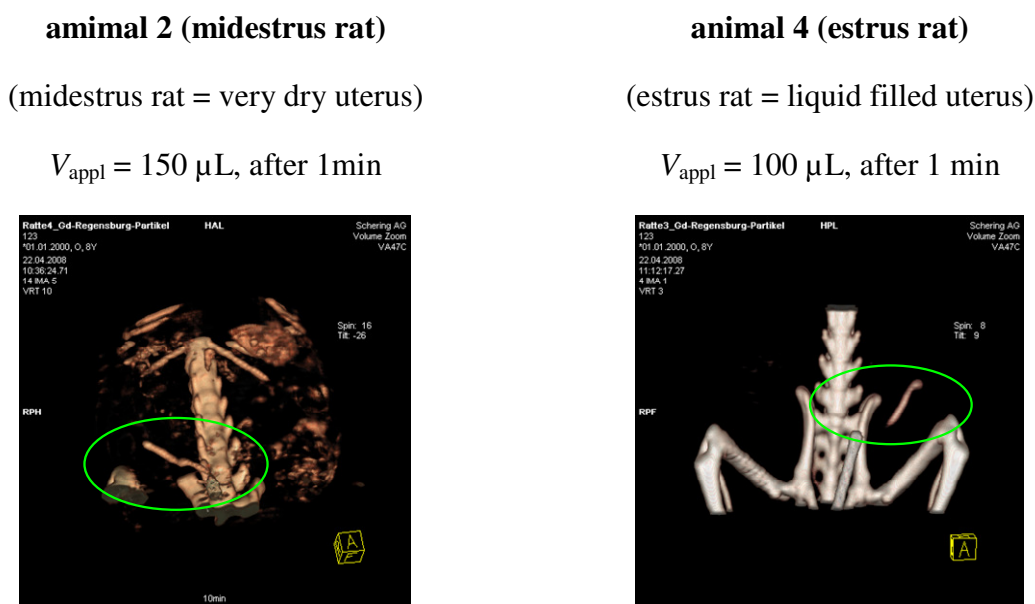 amimal 2 (midestrus rat)
(midestrus rat = very dry uterus)
V_appl = 150 µL, after 1min
Ratte4_Gd-Regensburg-Partikel HAL Schering AG
123 Volume Zoom
*01.01.2000, O, 8Y VA47C
22.04.2008
10:36:24.71
14 IMA 5
VRT 10
Spin: 16
Tilt: -26
RPH
A
F
10min
animal 4 (estrus rat)
(estrus rat = liquid filled uterus)
V_appl = 100 µL, after 1 min
Ratte3_Gd-Regensburg-Partikel HPL Schering AG
123 Volume Zoom
*01.01.2000, O, 8Y VA47C
22.04.2008
11:12:17.27
4 IMA 1
VRT 3
Spin: 8
Tilt: 9
RPF
A